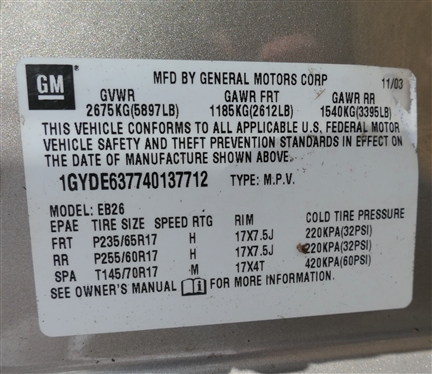 GM
MFD BY GENERAL MOTORS CORP 11/03
GVWR GAWR FRT GAWR RR
2675KG(5897LB) 1185KG(2612LB) 1540KG(3395LB)
THIS VEHICLE CONFORMS TO ALL APPLICABLE U.S. FEDERAL MOTOR
VEHICLE SAFETY AND THEFT PREVENTION STANDARDS IN EFFECT ON
THE DATE OF MANUFACTURE SHOWN ABOVE.
1GYDE637740137712 TYPE: M.P.V.
MODEL: EB26
EPAE TIRE SIZE SPEED RTG RIM COLD TIRE PRESSURE
FRT P235/65R17 H 17X7.5J 220KPA(32PSI)
RR P255/60R17 H 17X7.5J 220KPA(32PSI)
SPA T145/70R17 M 17X4T 420KPA(60PSI)
SEE OWNER'S MANUAL FOR MORE INFORMATION.